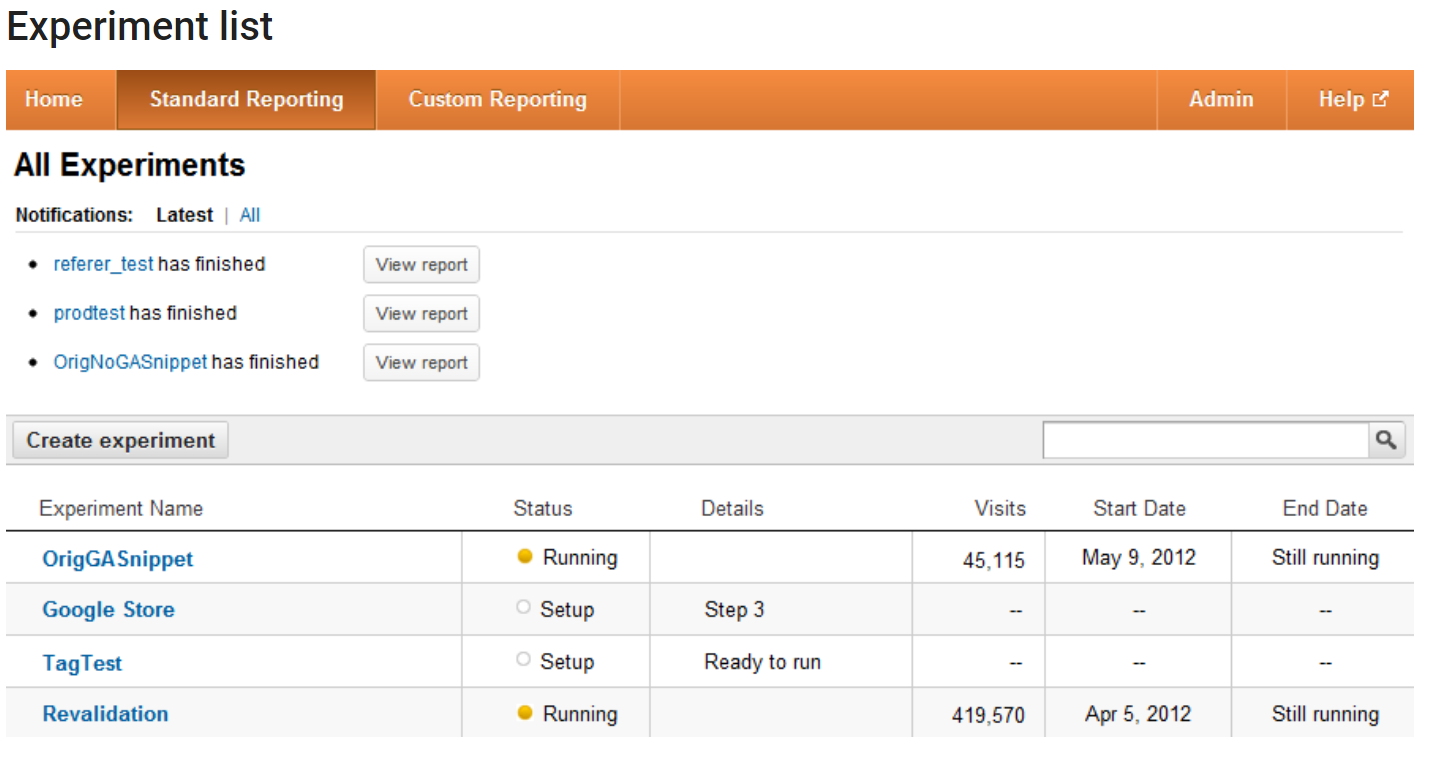 Experiment list
Home Standard Reporting Custom Reporting Admin Help
All Experiments
Notifications: Latest | All
• referer_test has finished View report
• prodtest has finished View report
• OrigNoGASnippet has finished View report
Create experiment
Experiment Name Status Details Visits Start Date End Date
OrigGASnippet Running 45,115 May 9, 2012 Still running
Google Store Setup Step 3 -- -- --
TagTest Setup Ready to run -- -- --
Revalidation Running 419,570 Apr 5, 2012 Still running